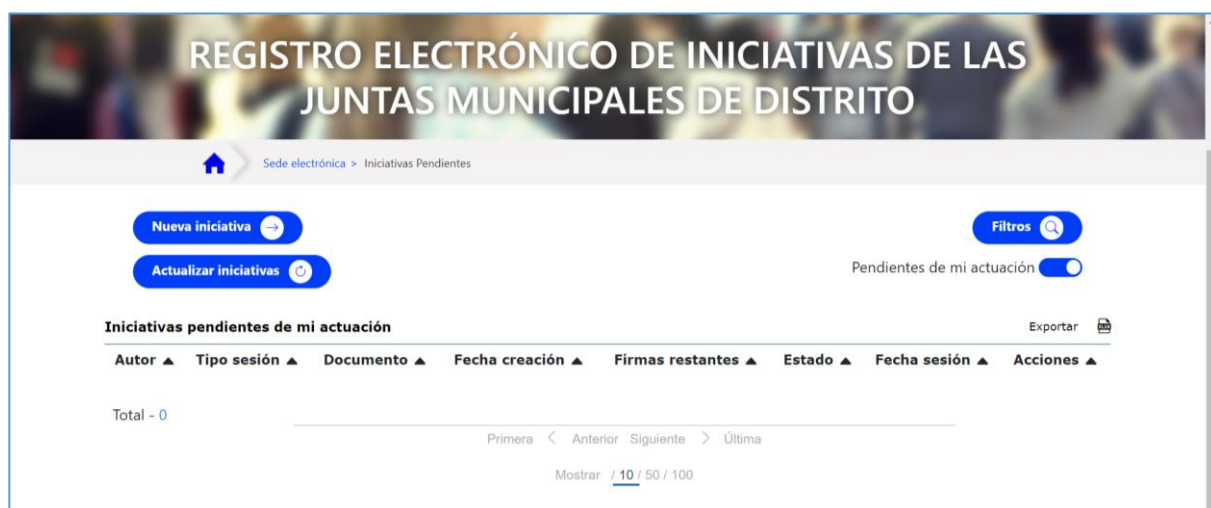 REGISTRO ELECTRÓNICO DE INICIATIVAS DE LAS
JUNTAS MUNICIPALES DE DISTRITO
Sede electrónica > Iniciativas Pendientes
Nueva iniciativa
Filtros
Actualizar iniciativas
Pendientes de mi actuación
Iniciativas pendientes de mi actuación
Exportar
Autor ▲ Tipo sesión ▲ Documento ▲ Fecha creación ▲ Firmas restantes ▲ Estado ▲ Fecha sesión ▲ Acciones ▲
Total - 0
Primera < Anterior Siguiente > Última
Mostrar / 10 / 50 / 100